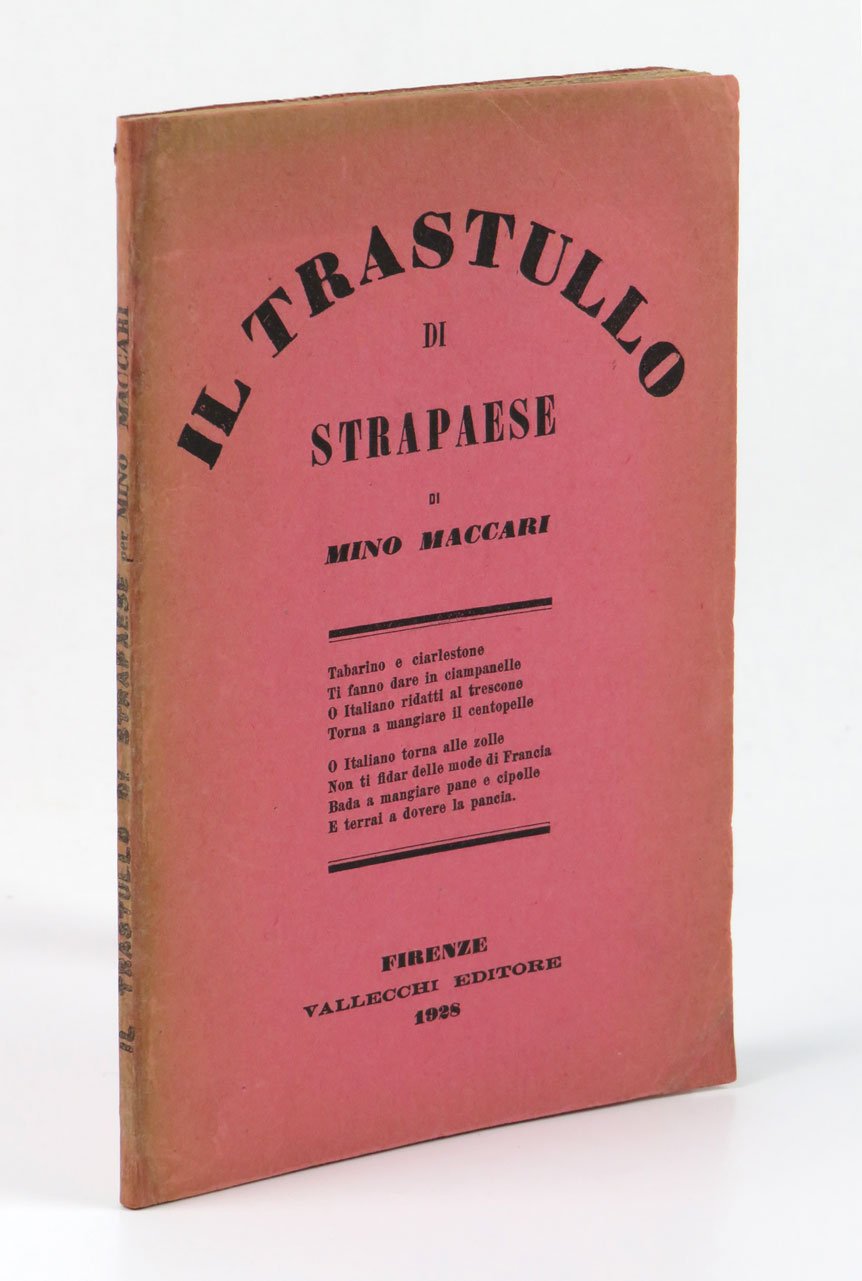 IL TRASTULLO
DI
STRAPAESE
DI
MINO MACCARI
Tabarino e ciarlestone
Ti fanno dare in ciampanelle
O Italiano ridatti al trescone
Torna a mangiare il centopelle
O Italiano torna alle zolle
Non ti fidar delle mode di Francia
Bada a mangiare pane e cipolle
E terrai a dovere la pancia.
FIRENZE
VALLECCHI EDITORE
1928
IL TRASTULLO DI STRAPAESE per MINO MACCARI